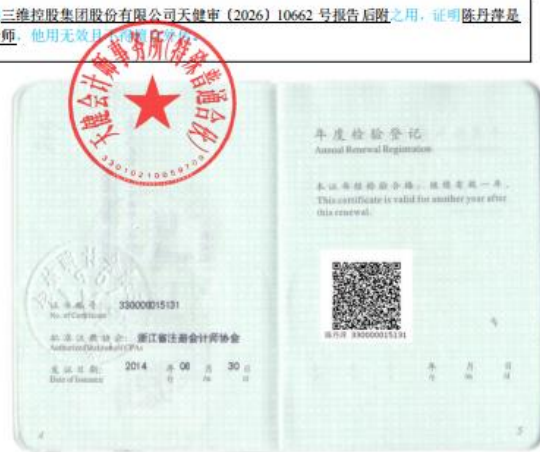 三维控股集团股份有限公司天健审〔2026〕10662 号报告后附之用，证明陈丹萍是
师，他用无效且不
天健会计师事务所(特殊普通合伙)
年度检验登记
Annual Renewal Registration
本证书经检验合格，继续有效一年。
This certificate is valid for another year after
this renewal.
证书编号: 330000015131
No. of Certificate
批准注册协会: 浙江省注册会计师协会
Authorized Institute of CPAs
发证日期: 2014 年 06 月 30 日
Date of Issuance /y /m /d
陈丹萍 330000015131
年 月 日
/y /m /d
4
5